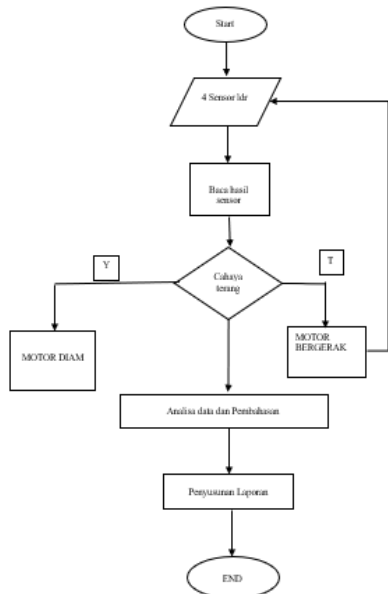 Start
4 Sensor ldr
Baca hasil
sensor
Y
T
Cahaya
terang
MOTOR DIAM
MOTOR
BERGERAK
Analisa data dan Pembahasan
Penyusunan Laporan
END